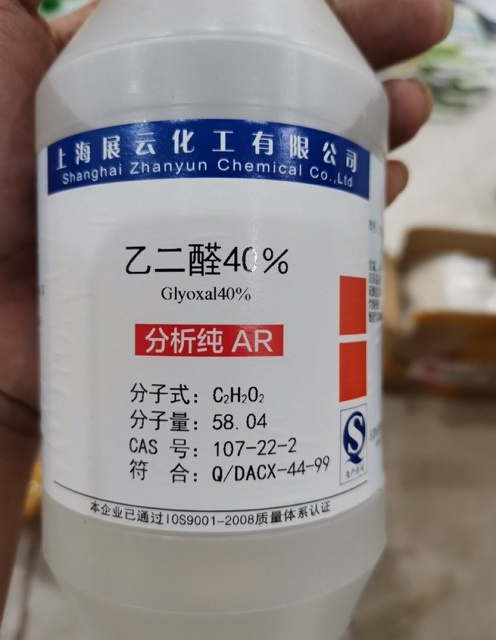 上海展云化工有限公司
Shanghai Zhanyun Chemical Co.,Ltd
乙二醛40%
Glyoxal40%
分析纯 AR
分子式: C₂H₂O₂
分子量: 58.04
CAS 号: 107-22-2
符 合: Q/DACX-44-99
本企业已通过IOS9001-2008质量体系认证